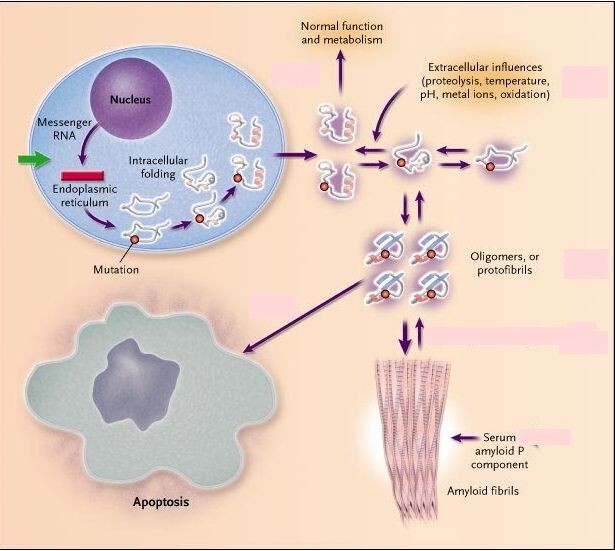 Normal function
and metabolism
Extracellular influences
(proteolysis, temperature,
pH, metal ions, oxidation)
Nucleus
Messenger
RNA
Intracellular
folding
Endoplasmic
reticulum
Mutation
Oligomers, or
protofibrils
Serum
amyloid P
component
Amyloid fibrils
Apoptosis